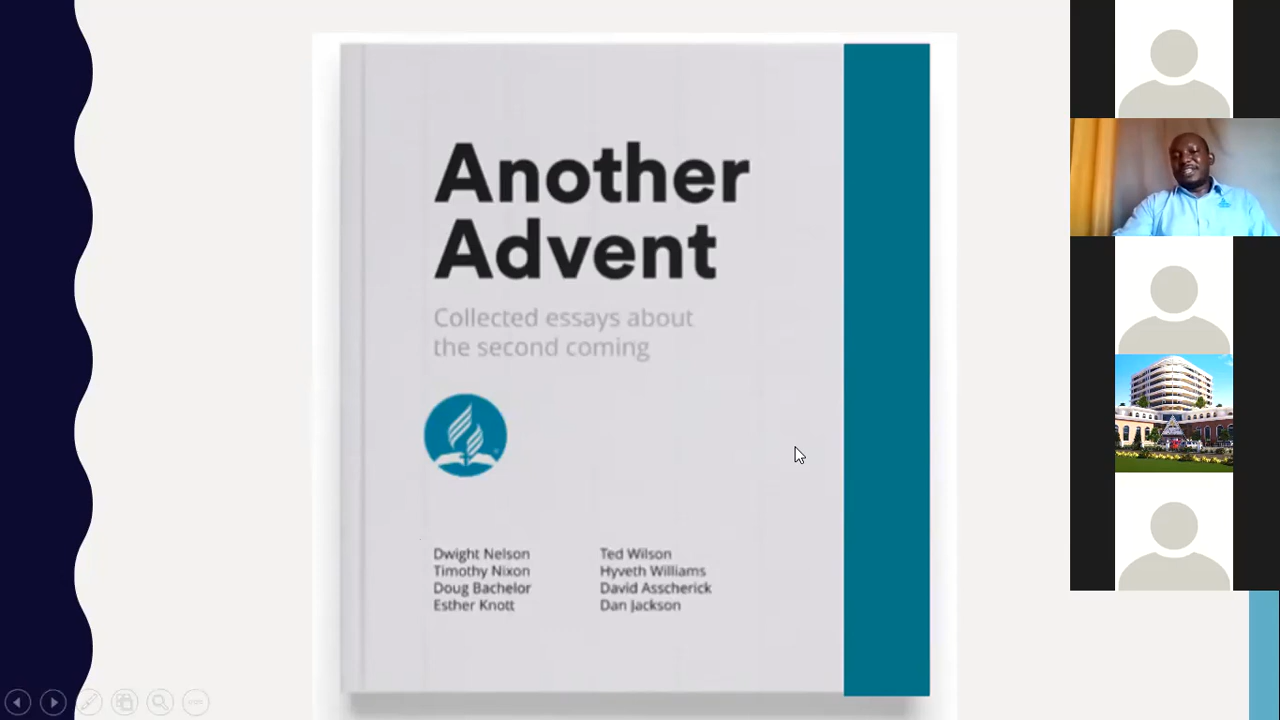 Another
Advent
Collected essays about
the second coming
Dwight Nelson
Timothy Nixon
Doug Bachelor
Esther Knott
Ted Wilson
Hyveth Williams
David Asscherick
Dan Jackson